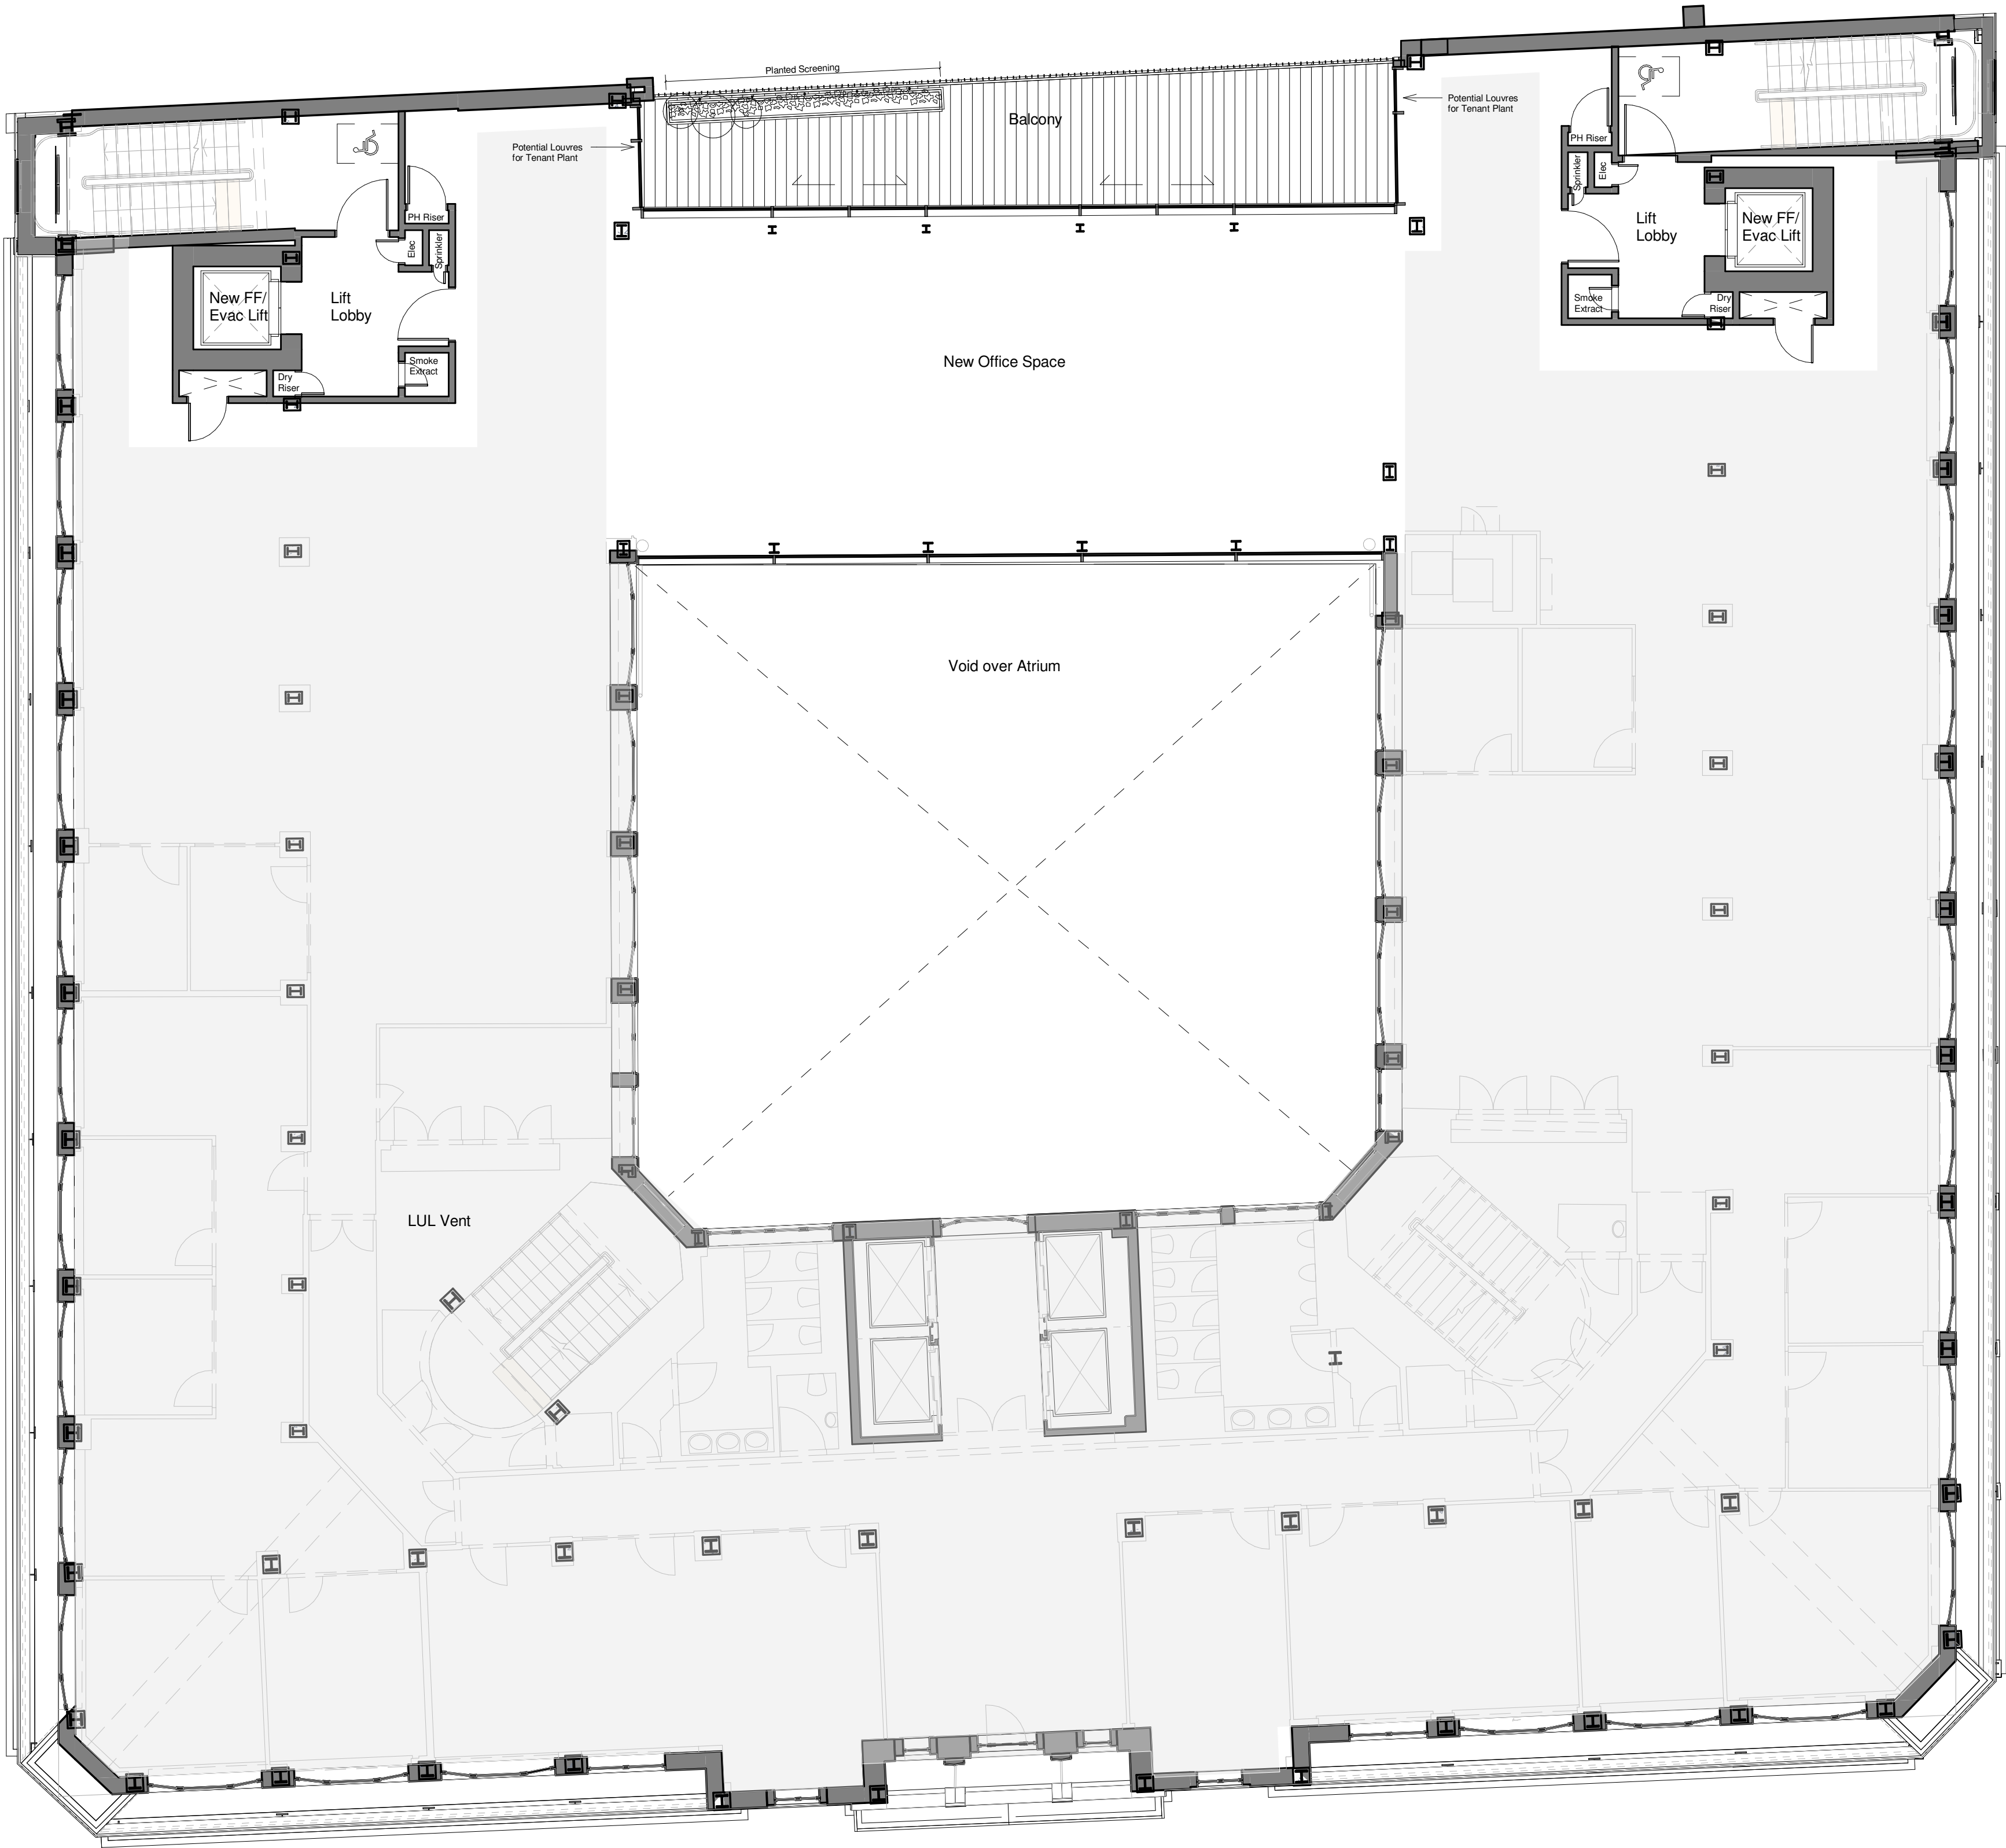 Planted Screening
Balcony
Potential Louvres
for Tenant Plant
Potential Louvres
for Tenant Plant
PH Riser
Sprinkler
Elec
Lift
Lobby
New FF/
Evac Lift
Smoke
Extract
Dry
Riser
PH Riser
Elec
Sprinkler
New FF/
Evac Lift
Lift
Lobby
Smoke
Extract
Dry
Riser
New Office Space
Void over Atrium
LUL Vent